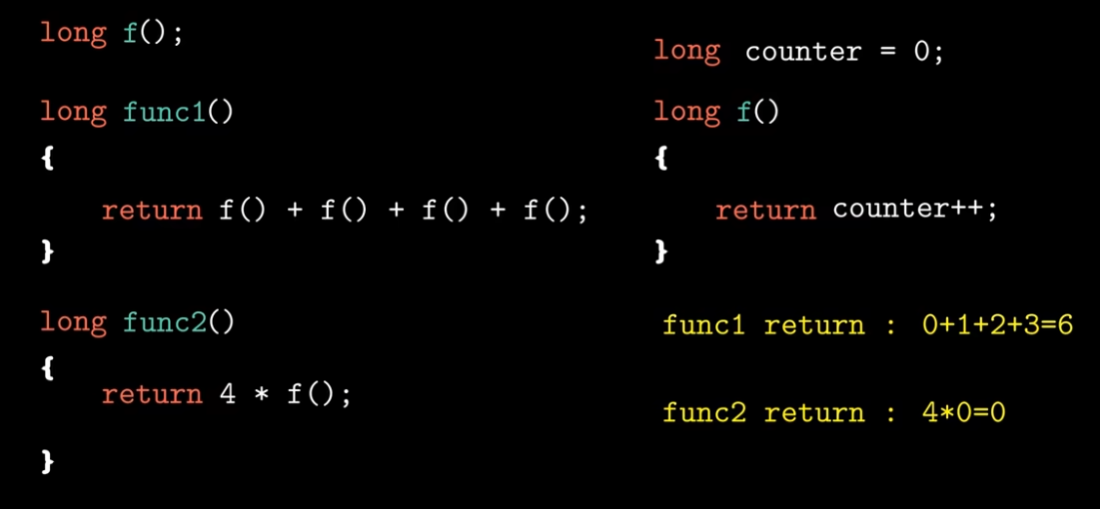 long f();
long func1()
{
return f() + f() + f() + f();
}
long func2()
{
return 4 * f();
}
long counter = 0;
long f()
{
return counter++;
}
func1 return : 0+1+2+3=6
func2 return : 4*0=0